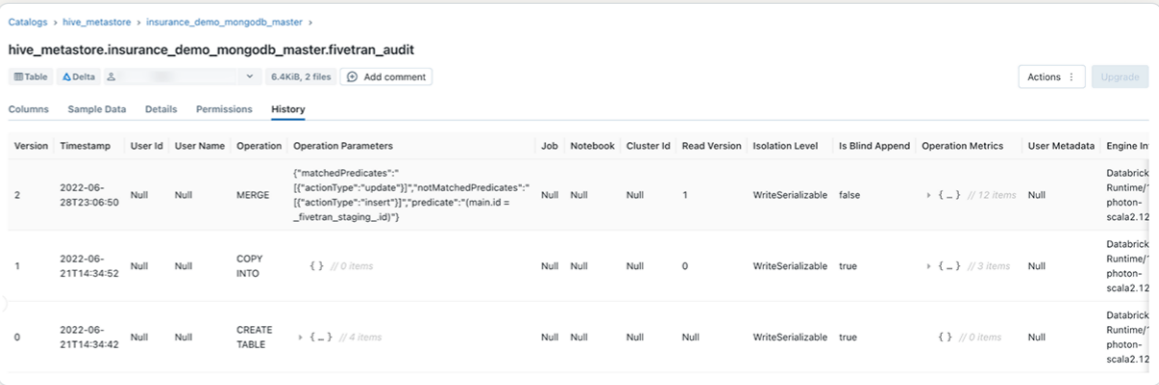 Catalogs > hive_metastore > insurance_demo_mongodb_master >
hive_metastore.insurance_demo_mongodb_master.fivetran_audit
Table Delta 6.4KiB, 2 files Add comment Actions Upgrade
Columns Sample Data Details Permissions History
Version Timestamp User Id User Name Operation Operation Parameters Job Notebook Cluster Id Read Version Isolation Level Is Blind Append Operation Metrics User Metadata Engine In
{"matchedPredicates":"
2022-06- [{"actionType":"update"}]","notMatchedPredicates":"
2 28T23:06:50 Null Null MERGE [{"actionType":"insert"}]","predicate":"(main.id = Null Null Null 1 WriteSerializable false {…} // 12 items Null
_fivetran_staging_.id)"}
Databrick
Runtime/
photon-
scala2.12
2022-06- COPY
1 21T14:34:52 Null Null INTO {} // 0 items Null Null Null 0 WriteSerializable true {…} // 3 items Null
Databrick
Runtime/
photon-
scala2.12
2022-06- CREATE
0 21T14:34:42 Null Null TABLE {…} // 4 items Null Null Null Null WriteSerializable true {} // 0 items Null
Databrick
Runtime/
photon-
scala2.12